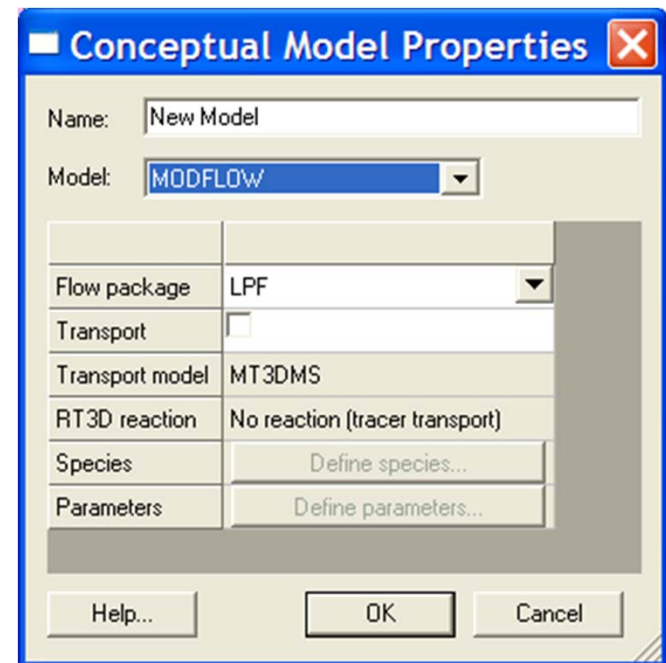 Conceptual Model Properties
Name: New Model
Model: MODFLOW
Flow package LPF
Transport
Transport model MT3DMS
RT3D reaction No reaction (tracer transport)
Species Define species...
Parameters Define parameters...
Help... OK Cancel